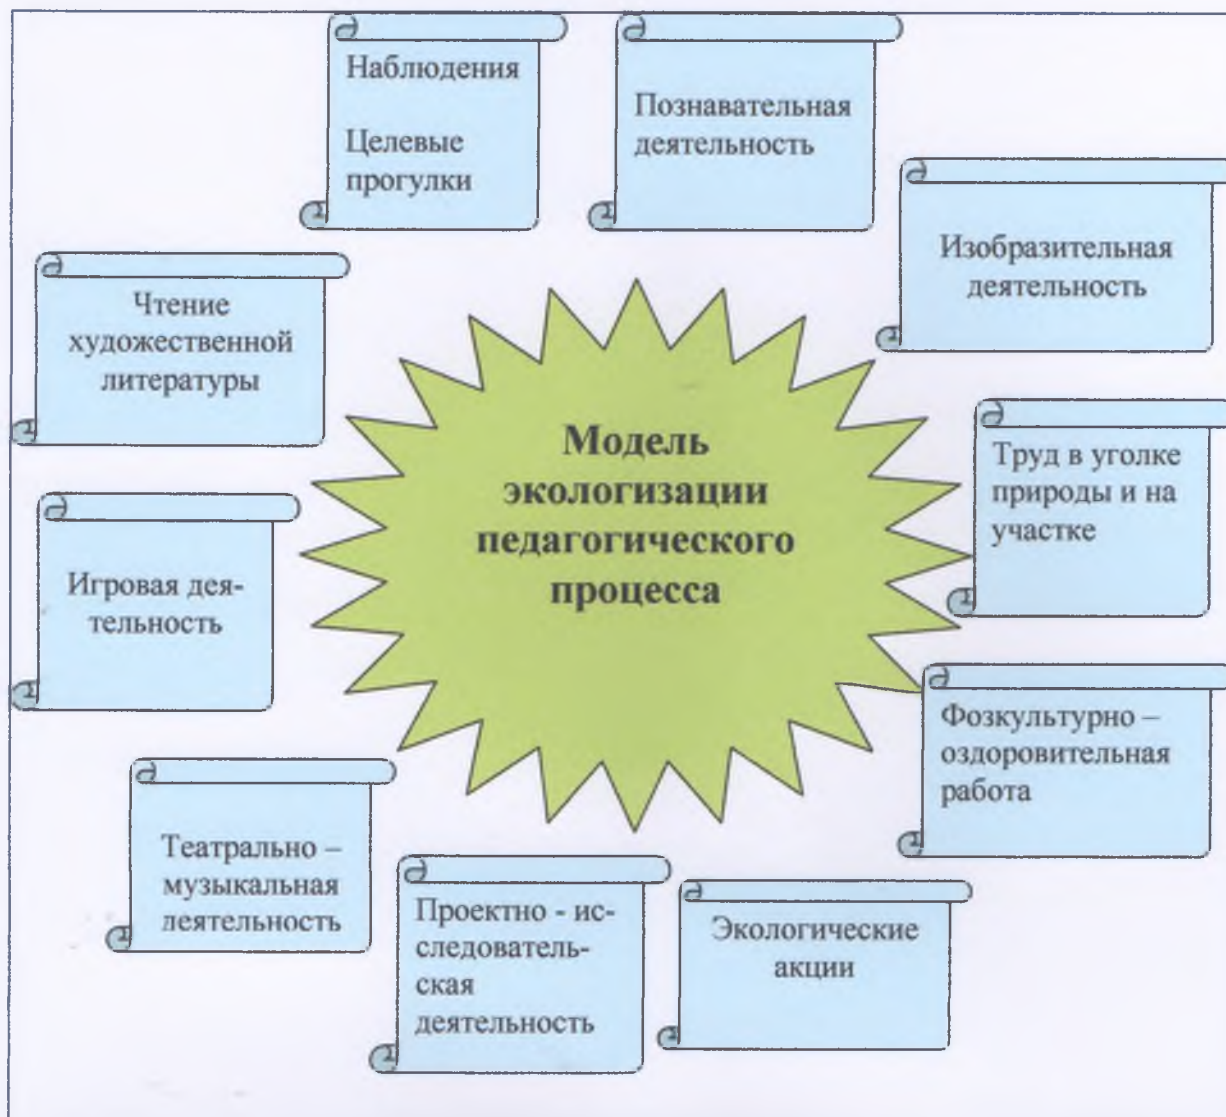 Наблюдения
Целевые
прогулки
Познавательная
деятельность
Изобразительная
деятельность
Чтение
художественной
литературы
Модель
экологизации
педагогического
процесса
Труд в уголке
природы и на
участке
Игровая дея-
тельность
Фозкультурно –
оздоровительная
работа
Театрально –
музыкальная
деятельность
Проектно - ис-
следователь-
ская
деятельность
Экологические
акции